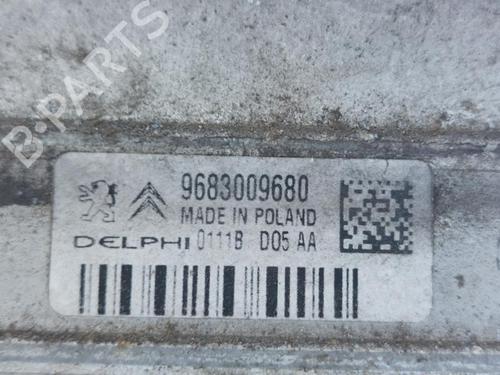 B-PARTS
9683009680
MADE IN POLAND
DELPHI 0111B D05 AA